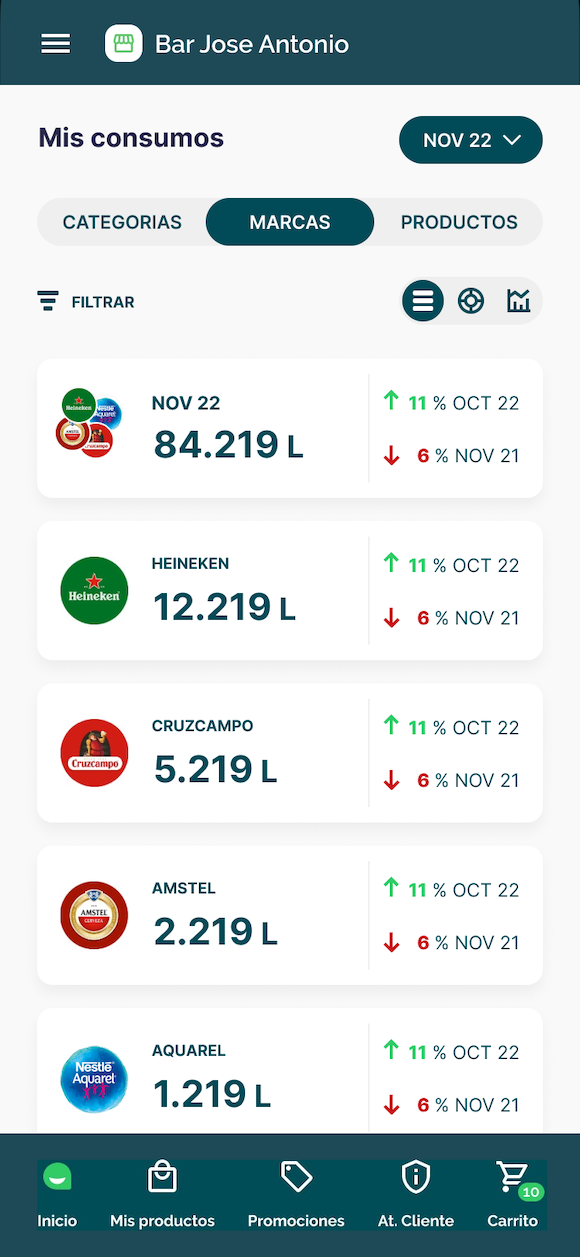 Bar Jose Antonio
Mis consumos
NOV 22
CATEGORIAS MARCAS PRODUCTOS
FILTRAR
NOV 22
84.219 L
11 % OCT 22
6 % NOV 21
Heineken
Nestlé
Aquarel
AMSTEL
Cruzcampo
HEINEKEN
12.219 L
11 % OCT 22
6 % NOV 21
Heineken
CRUZCAMPO
5.219 L
11 % OCT 22
6 % NOV 21
Cruzcampo
AMSTEL
2.219 L
11 % OCT 22
6 % NOV 21
AMSTEL
CERVEZA
AQUAREL
1.219 L
11 % OCT 22
6 % NOV 21
Nestlé
Aquarel
10
Inicio Mis productos Promociones At. Cliente Carrito